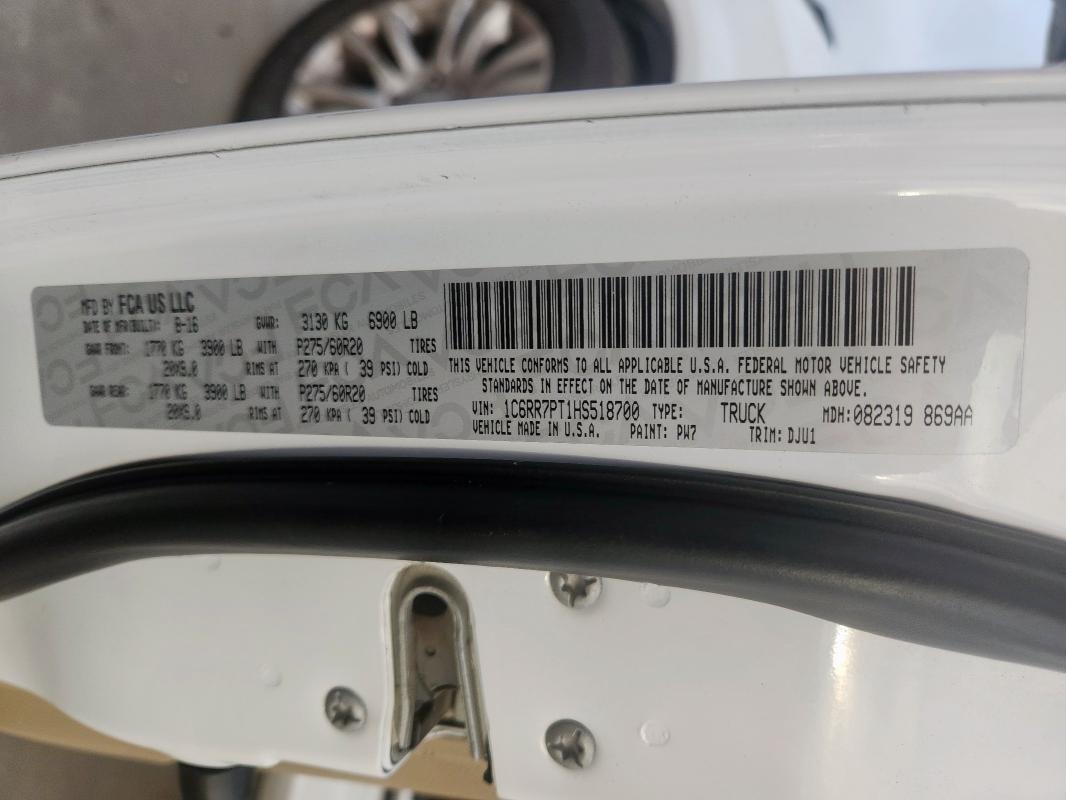 MFD BY FCA US LLC
DATE OF MFR(BUILT): 8-16 GVWR: 3130 KG 6900 LB
GAWR FRONT: 1770 KG 3900 LB WITH P275/60R20 TIRES
20X9.0 RIMS AT 270 KPA ( 39 PSI) COLD
GAWR REAR: 1770 KG 3900 LB WITH P275/60R20 TIRES
20X9.0 RIMS AT 270 KPA ( 39 PSI) COLD
THIS VEHICLE CONFORMS TO ALL APPLICABLE U.S.A. FEDERAL MOTOR VEHICLE SAFETY
STANDARDS IN EFFECT ON THE DATE OF MANUFACTURE SHOWN ABOVE.
VIN: 1C6RR7PT1HS518700 TYPE: TRUCK MDH:082319 869AA
VEHICLE MADE IN U.S.A. PAINT: PW7 TRIM: DJU1